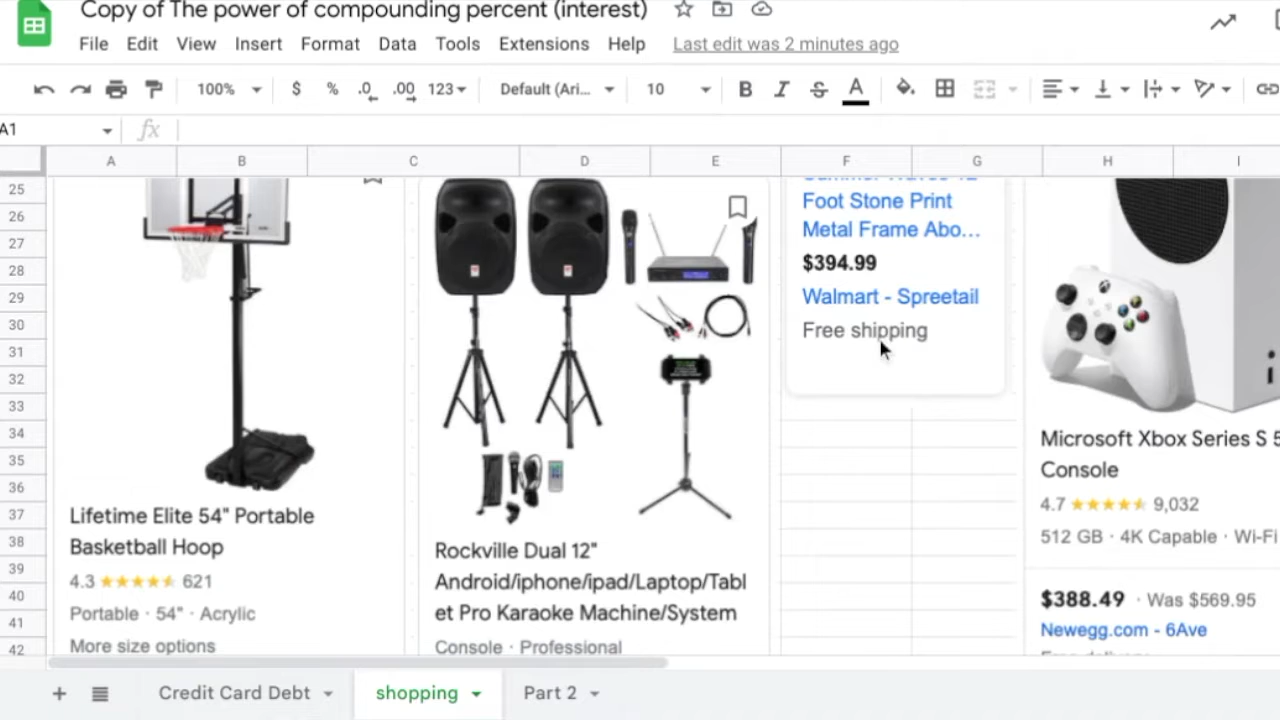 Copy of The power of compounding percent (interest)
File Edit View Insert Format Data Tools Extensions Help Last edit was 2 minutes ago
100% $ % .0 .00 123 Default (Ari... 10 B I S A
A1 fx
A B C D E F G H I
25
26
27
28
29
30
31
32
33
34
35
36
37
38
39
40
41
42
Lifetime Elite 54" Portable
Basketball Hoop
4.3 ★★★★★ 621
Portable · 54" · Acrylic
More size options
Rockville Dual 12"
Android/iphone/ipad/Laptop/Tabl
et Pro Karaoke Machine/System
Console · Professional
Foot Stone Print
Metal Frame Abo...
$394.99
Walmart - Spreetail
Free shipping
Microsoft Xbox Series S 5
Console
4.7 ★★★★★ 9,032
512 GB · 4K Capable · Wi-Fi
$388.49 · Was $569.95
Newegg.com - 6Ave
+ Credit Card Debt shopping Part 2